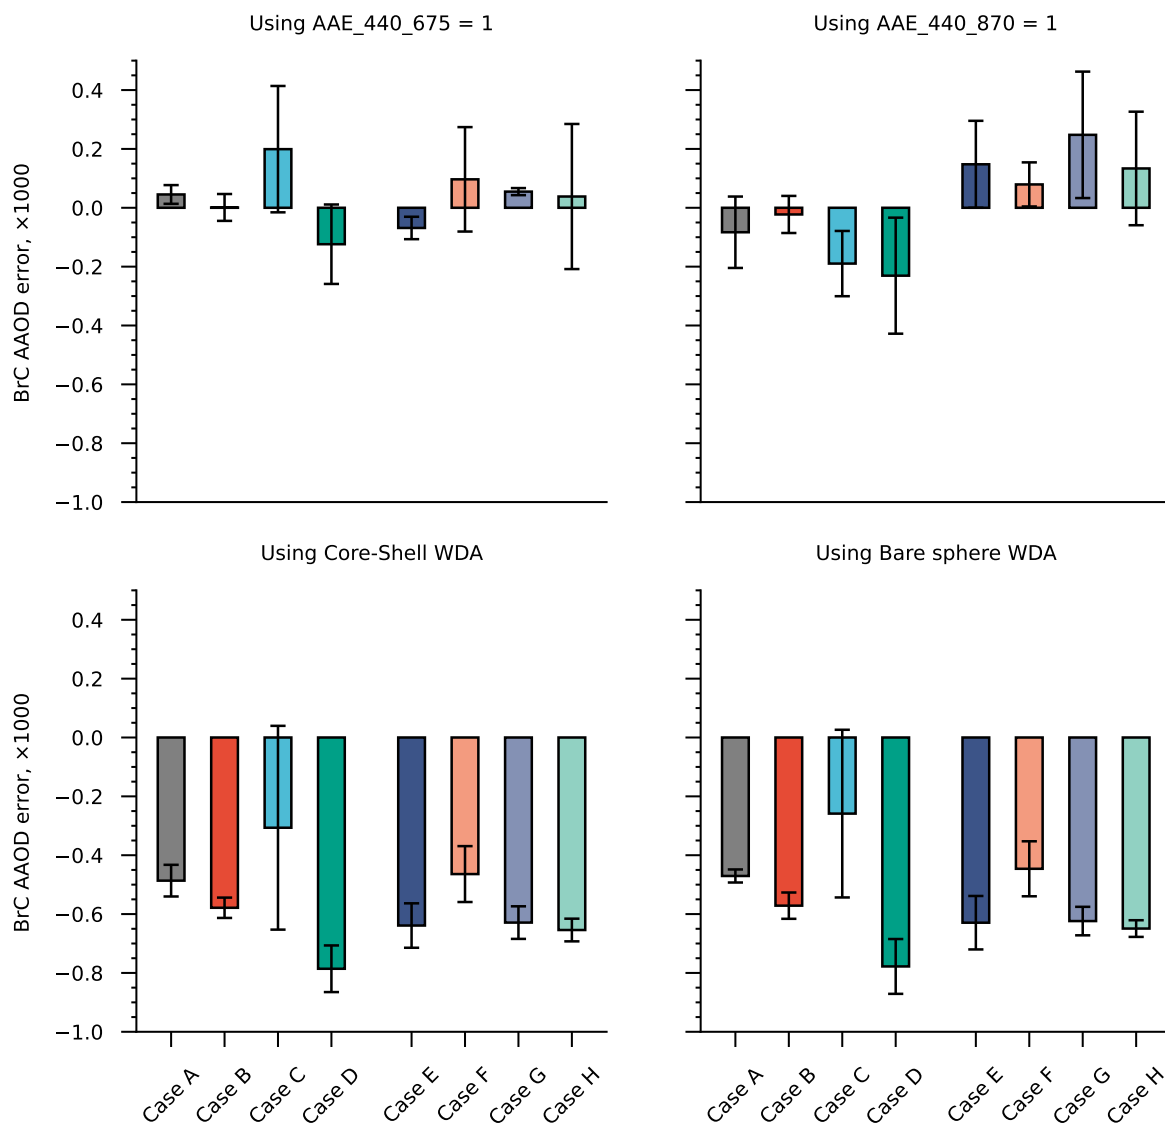 Using AAE_440_675 = 1
Using AAE_440_870 = 1
BrC AAOD error, ×1000
0.4
0.2
0.0
−0.2
−0.4
−0.6
−0.8
−1.0
Using Core-Shell WDA
Using Bare sphere WDA
BrC AAOD error, ×1000
0.4
0.2
0.0
−0.2
−0.4
−0.6
−0.8
−1.0
Case A
Case B
Case C
Case D
Case E
Case F
Case G
Case H
Case A
Case B
Case C
Case D
Case E
Case F
Case G
Case H